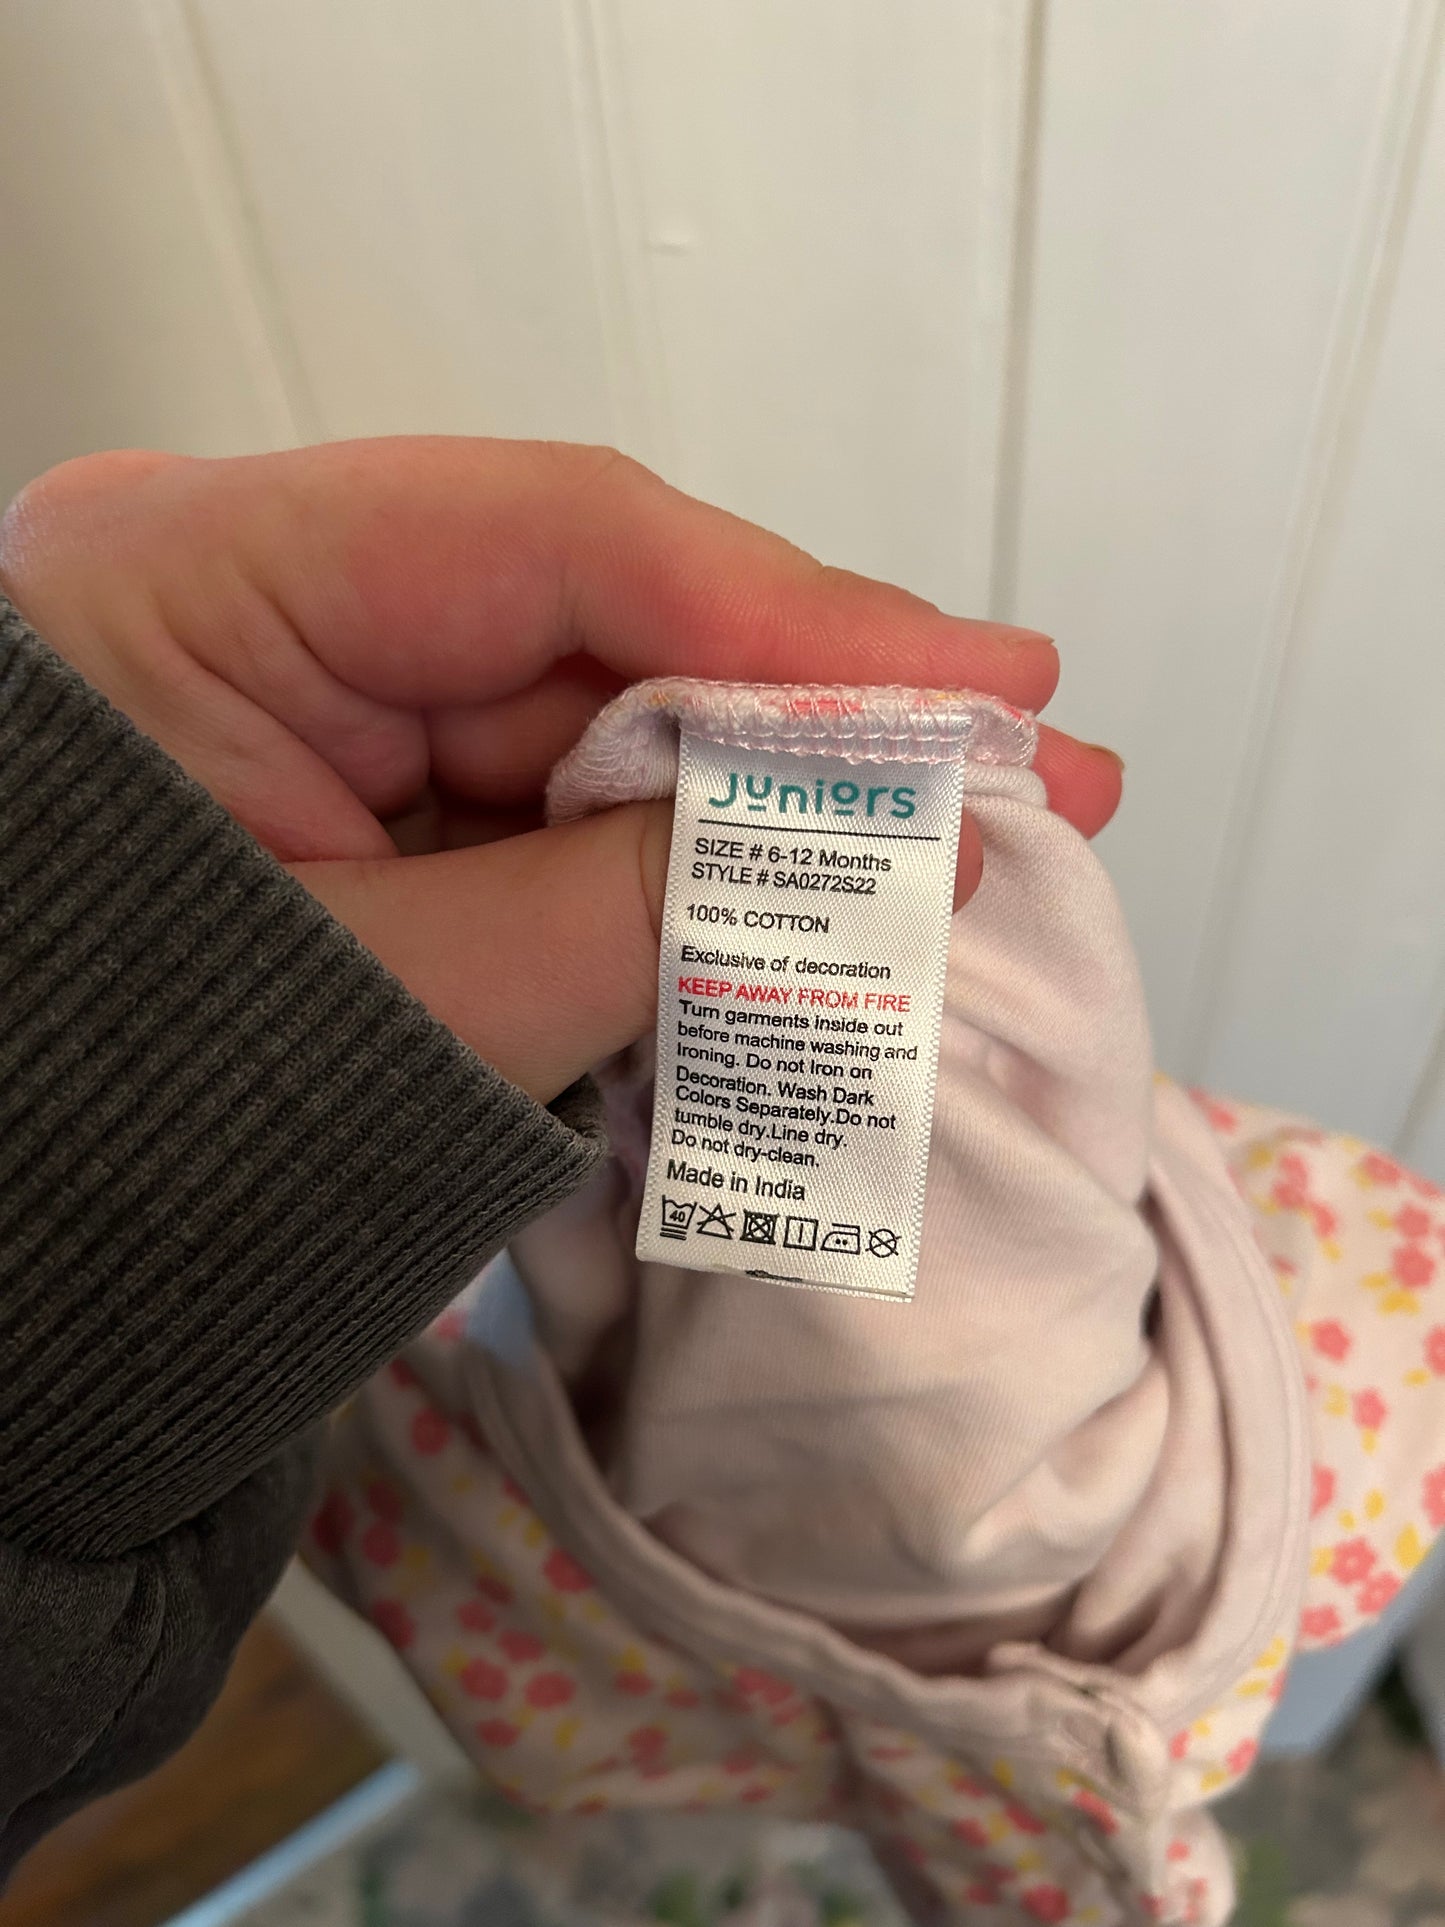 Juniors
SIZE # 6-12 Months
STYLE # SA0272S22
100% COTTON
Exclusive of decoration
KEEP AWAY FROM FIRE
Turn garments inside out
before machine washing and
Ironing. Do not Iron on
Decoration. Wash Dark
Colors Separately.Do not
tumble dry.Line dry.
Do not dry-clean.
Made in India
40